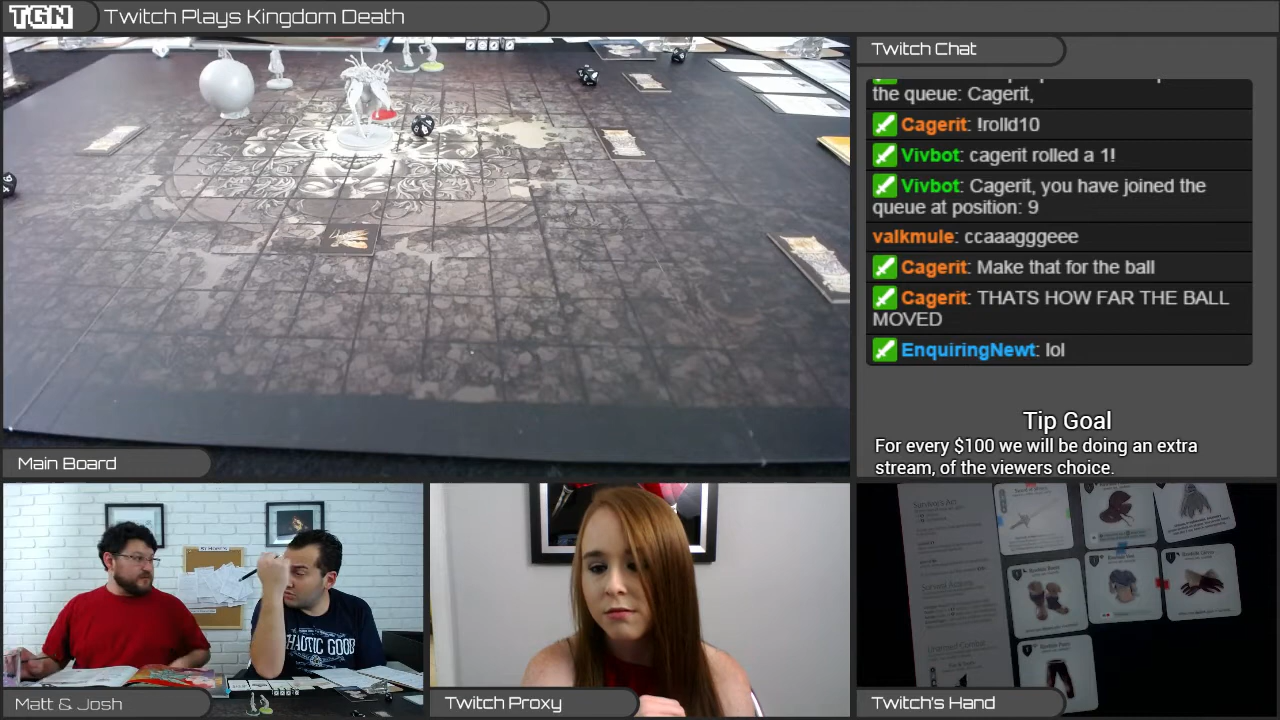 TGN
Twitch Plays Kingdom Death
Twitch Chat
the queue: Cagerit,
Cagerit: !rolld10
Vivbot: cagerit rolled a 1!
Vivbot: Cagerit, you have joined the
queue at position: 9
valkmule: ccaaagggeee
Cagerit: Make that for the ball
Cagerit: THATS HOW FAR THE BALL
MOVED
EnquiringNewt: lol
Tip Goal
For every $100 we will be doing an extra
stream, of the viewers choice.
Main Board
CHAOTIC GOOD
Matt & Josh
Twitch Proxy
Survival Actions
Twitch's Hand